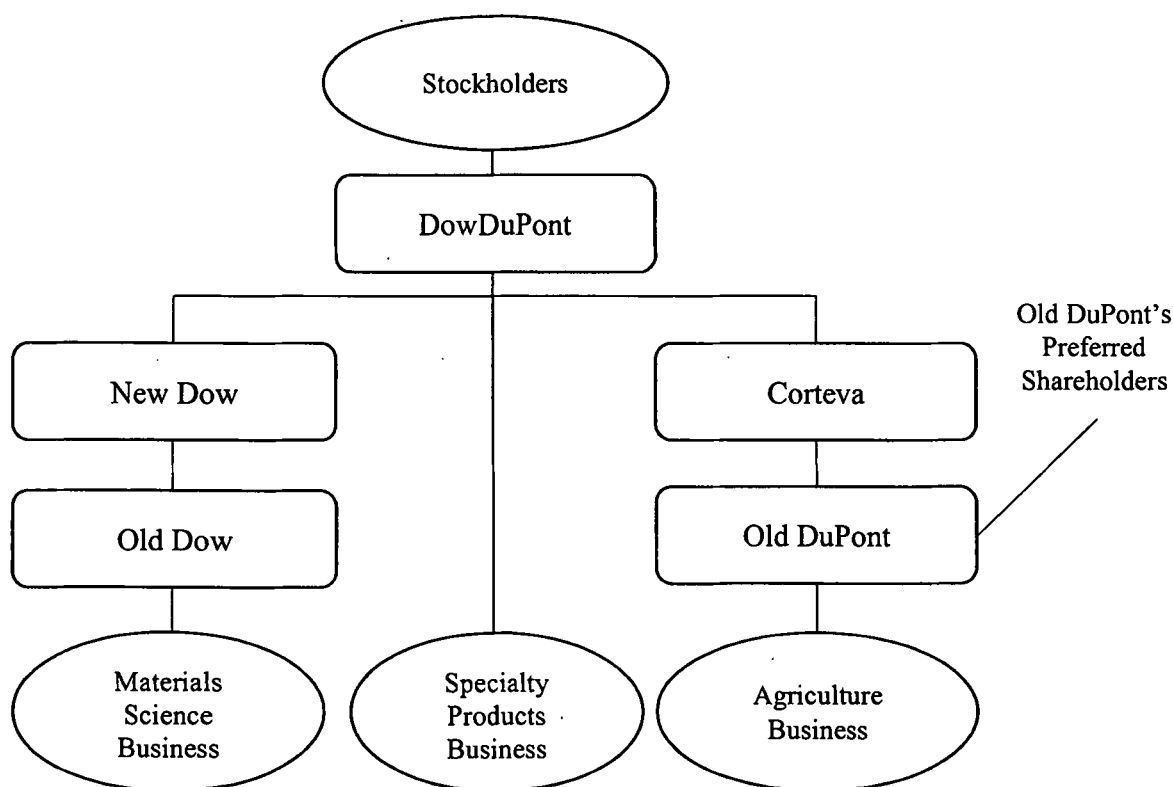 Stockholders
DowDuPont
New Dow
Corteva
Old DuPont's
Preferred
Shareholders
Old Dow
Old DuPont
Materials
Science
Business
Specialty
Products
Business
Agriculture
Business